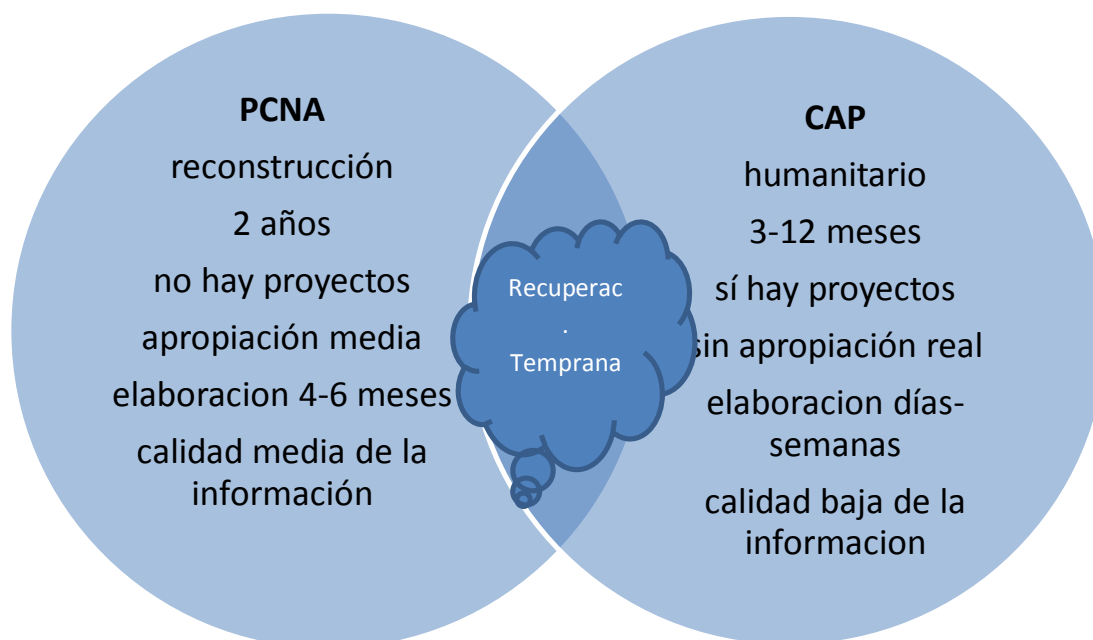 PCNA
reconstrucción
2 años
no hay proyectos
apropiación media
elaboracion 4-6 meses
calidad media de la
información
Recuperac
.
Temprana
CAP
humanitario
3-12 meses
sí hay proyectos
sin apropiación real
elaboracion días-
semanas
calidad baja de la
informacion